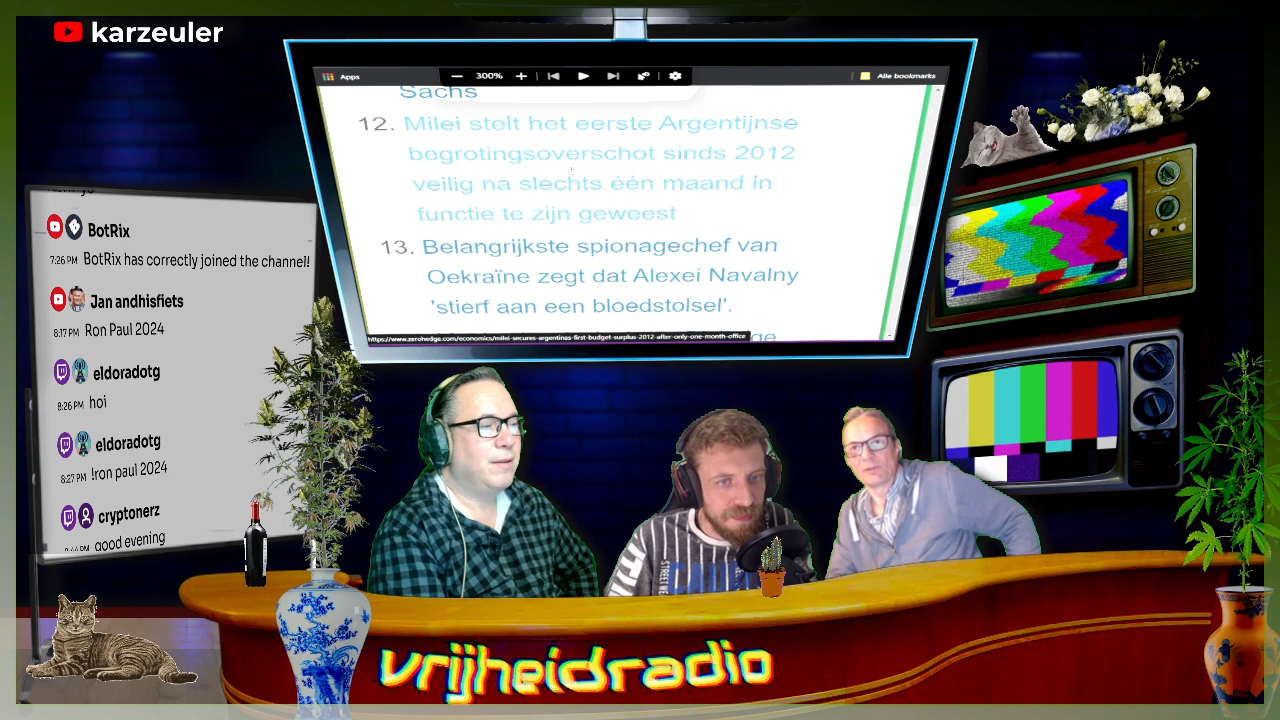 karzeuler
Apps
300%
Alle bookmarks
Sachs
12. Milei stelt het eerste Argentijnse
begrotingsoverschot sinds 2012
veilig na slechts één maand in
functie te zijn geweest
13. Belangrijkste spionagechef van
Oekraïne zegt dat Alexei Navalny
'stierf aan een bloedstolsel'.
https://www.zerohedge.com/economics/milei-secures-argentinas-first-budget-surplus-2012-after-only-one-month-office
BotRix
7:26 PM BotRix has correctly joined the channel!
Jan andhisfiets
8:17 PM Ron Paul 2024
eldoradotg
8:26 PM hoi
eldoradotg
8:27 PM !ron paul 2024
cryptonerz
good evening
vrijheidradio